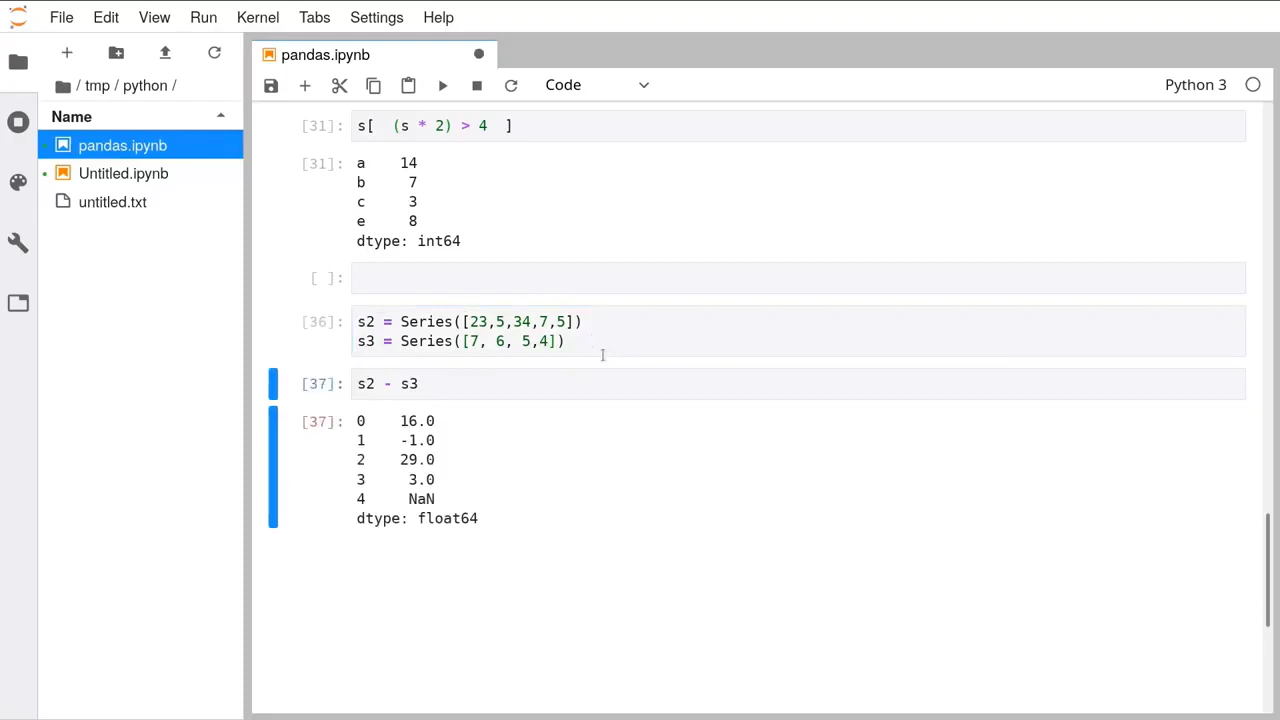 File Edit View Run Kernel Tabs Settings Help
pandas.ipynb
/ tmp / python /
Code
Python 3
Name
pandas.ipynb
Untitled.ipynb
untitled.txt
[31]: s[  (s * 2) > 4  ]
[31]: a    14
b     7
c     3
e     8
dtype: int64
[ ]:
[36]: s2 = Series([23,5,34,7,5])
s3 = Series([7, 6, 5,4])
[37]: s2 - s3
[37]: 0    16.0
1    -1.0
2    29.0
3     3.0
4     NaN
dtype: float64